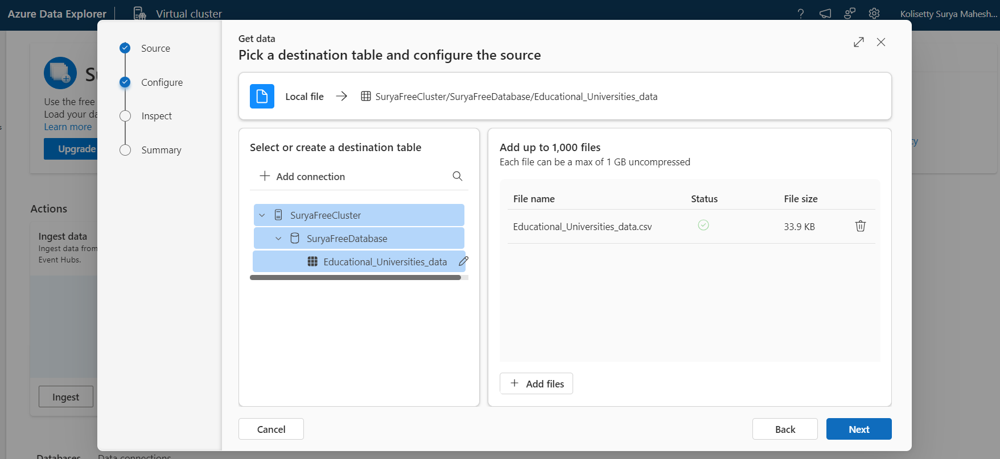 Azure Data Explorer
Virtual cluster
Kolisetty Surya Mahesh...
Use the free
Load your da
Learn more
Upgrade
Actions
Ingest data
Ingest data from
Event Hubs.
Ingest
Databases Data connections
Source
Configure
Inspect
Summary
Get data
Pick a destination table and configure the source
Local file
SuryaFreeCluster/SuryaFreeDatabase/Educational_Universities_data
Select or create a destination table
Add connection
SuryaFreeCluster
SuryaFreeDatabase
Educational_Universities_data
Add up to 1,000 files
Each file can be a max of 1 GB uncompressed
File name Status File size
Educational_Universities_data.csv 33.9 KB
+ Add files
Cancel
Back
Next